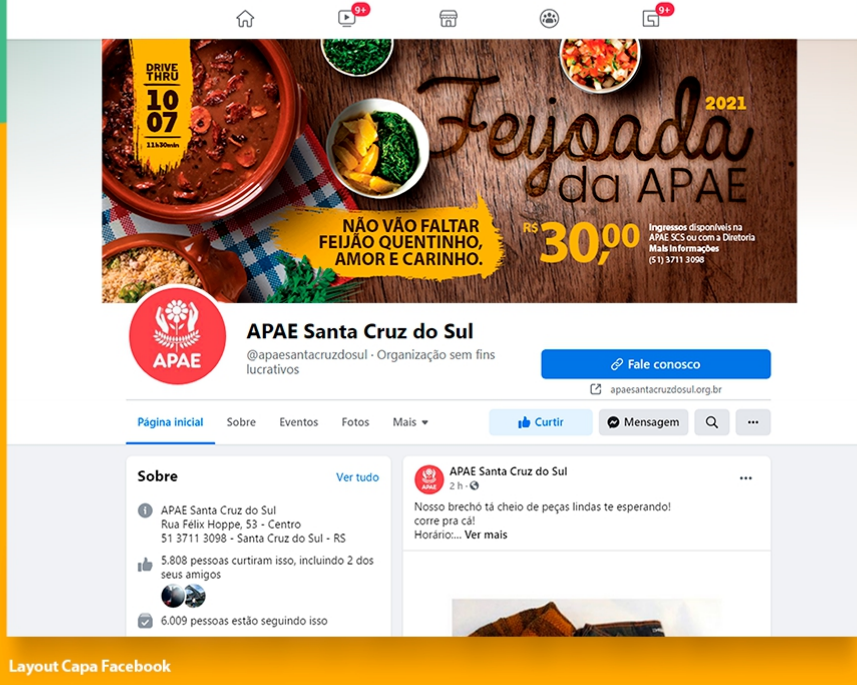 9+
9+
DRIVE
THRU
10
07
11h30min
2021
Feijoada
da APAE
NÃO VÃO FALTAR
FEIJÃO QUENTINHO,
AMOR E CARINHO.
R$ 30,00
Ingressos disponíveis na
APAE SCS ou com a Diretoria
Mais Informações
(51) 3711 3098
APAE
APAE Santa Cruz do Sul
@apaesantacruzdosul · Organização sem fins
lucrativos
Fale conosco
apaesantacruzdosul.org.br
Página inicial Sobre Eventos Fotos Mais
Curtir Mensagem
Sobre Ver tudo
APAE Santa Cruz do Sul
Rua Félix Hoppe, 53 - Centro
51 3711 3098 - Santa Cruz do Sul - RS
5.808 pessoas curtiram isso, incluindo 2 dos
seus amigos
6.009 pessoas estão seguindo isso
APAE
APAE Santa Cruz do Sul
2 h ·
Nosso brechó tá cheio de peças lindas te esperando!
corre pra cá!
Horário:... Ver mais
Layout Capa Facebook